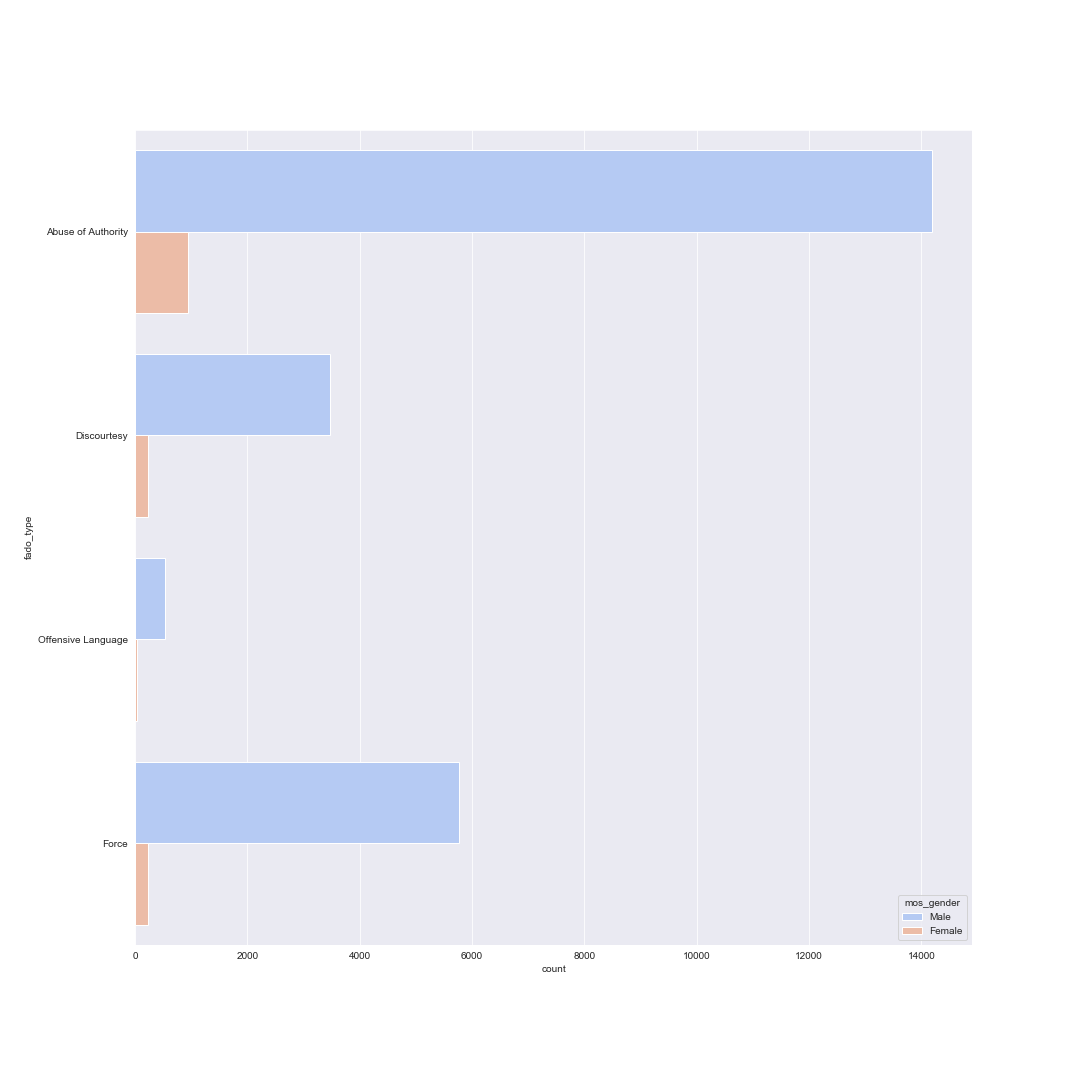 Abuse of Authority
Discourtesy
fado_type
Offensive Language
Force
mos_gender
Male
Female
0 2000 4000 6000 8000 10000 12000 14000
count